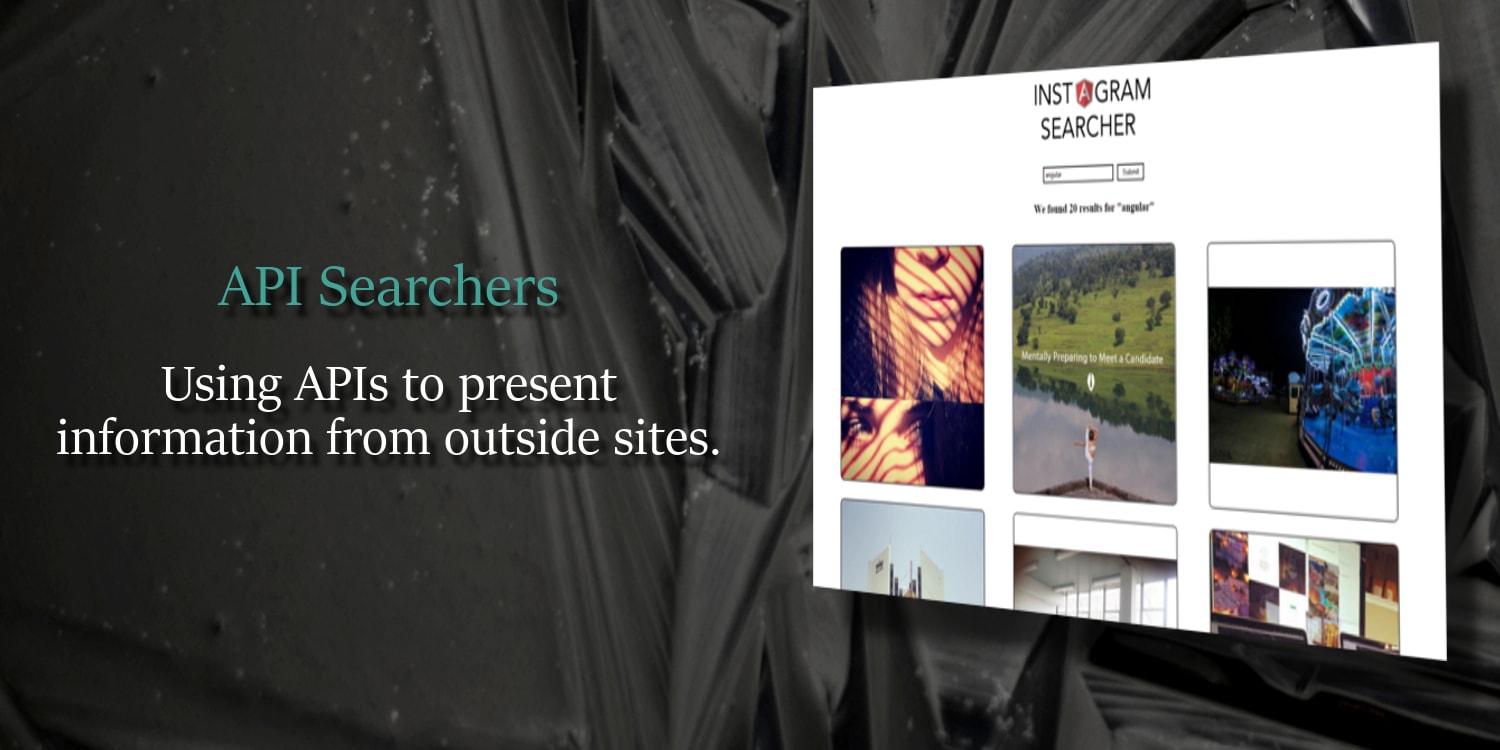 API Searchers
Using APIs to present
information from outside sites.
INSTAGRAM
SEARCHER
angular
Submit
We found 20 results for "angular"
Mentally Preparing to Meet a Candidate